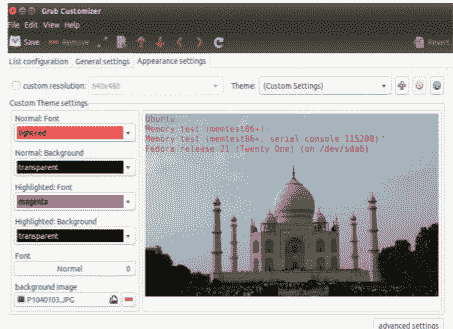 Grub Customizer
File Edit View Help
Save Remove Revert
List configuration General settings Appearance settings
custom resolution: 640x480 Theme: (Custom Settings)
Custom Theme settings
Normal: Font
light-red
Normal: Background
transparent
Highlighted: Font
magenta
Highlighted: Background
transparent
Font
Normal
background image
P1040103.JPG
Ubuntu
Memory test (memtest86+)
Memory test (memtest86+, serial console 115200)
Fedora release 21 (Twenty One) (on /dev/sda6)
advanced settings